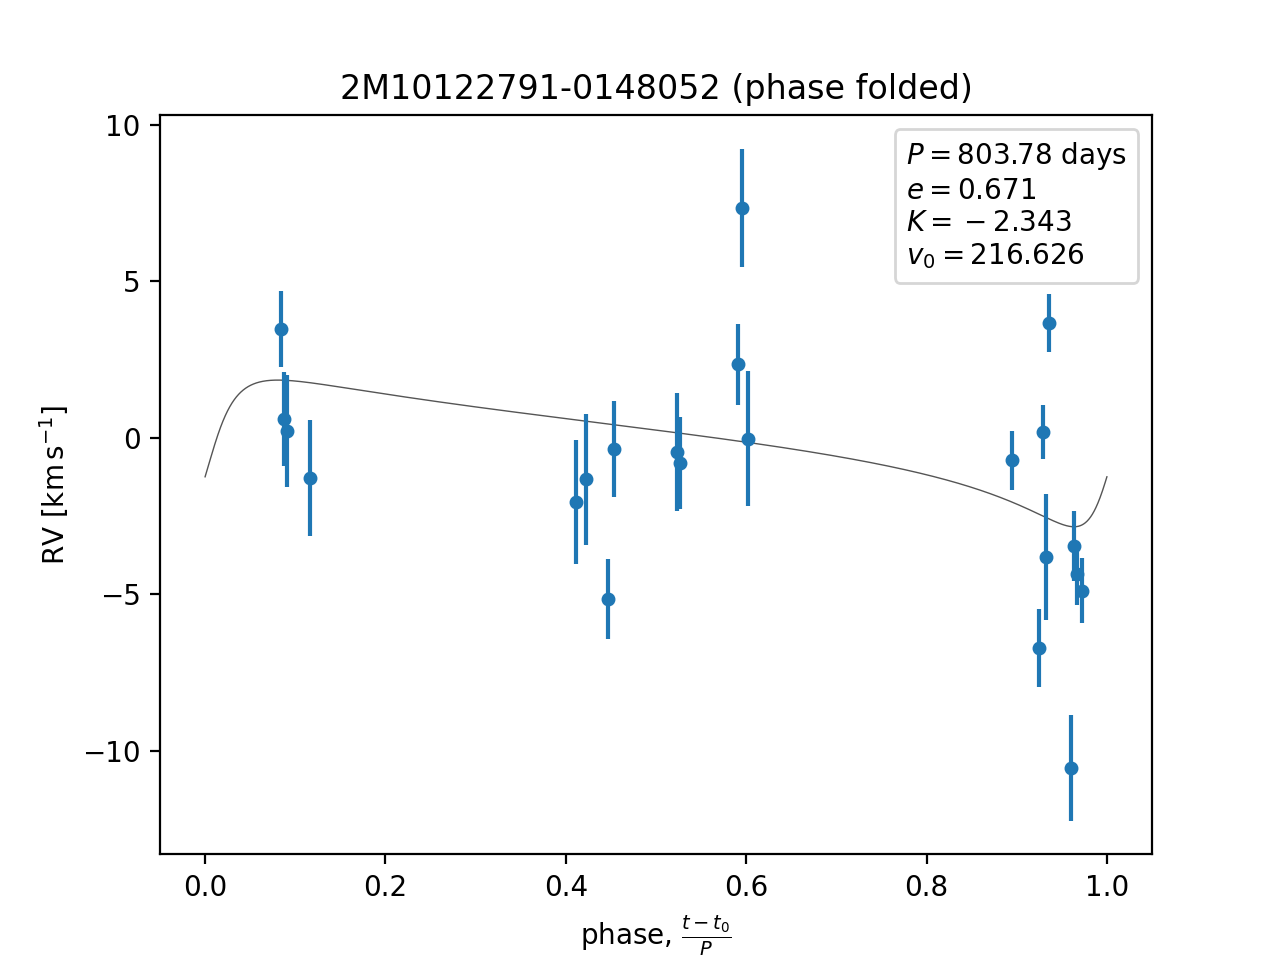 2M10122791-0148052 (phase folded)
P = 803.78 days
e = 0.671
K = −2.343
v₀ = 216.626
10
5
0
−5
−10
RV [km s⁻¹]
0.0 0.2 0.4 0.6 0.8 1.0
phase, (t − t₀)/P